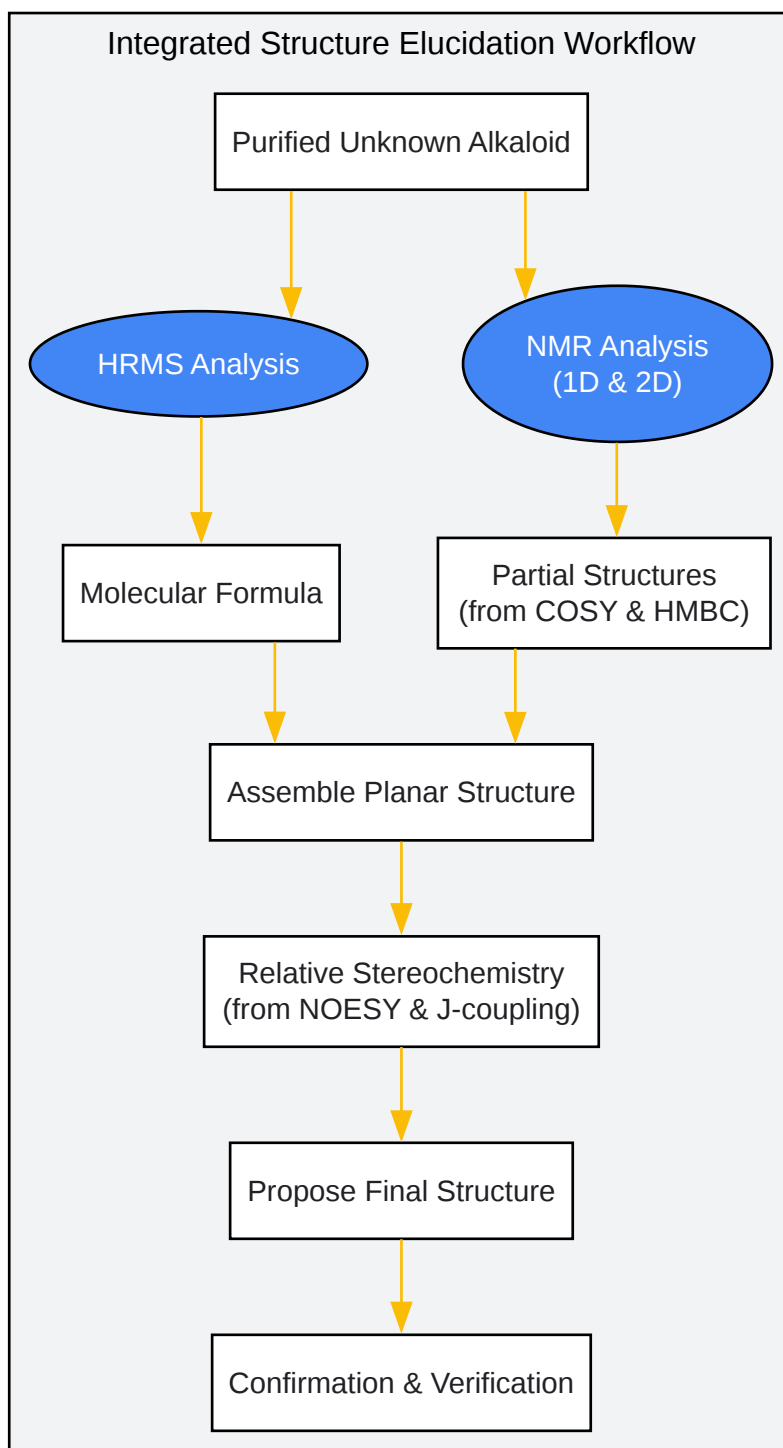 Integrated Structure Elucidation Workflow
Purified Unknown Alkaloid
HRMS Analysis
NMR Analysis
(1D & 2D)
Molecular Formula
Partial Structures
(from COSY & HMBC)
Assemble Planar Structure
Relative Stereochemistry
(from NOESY & J-coupling)
Propose Final Structure
Confirmation & Verification